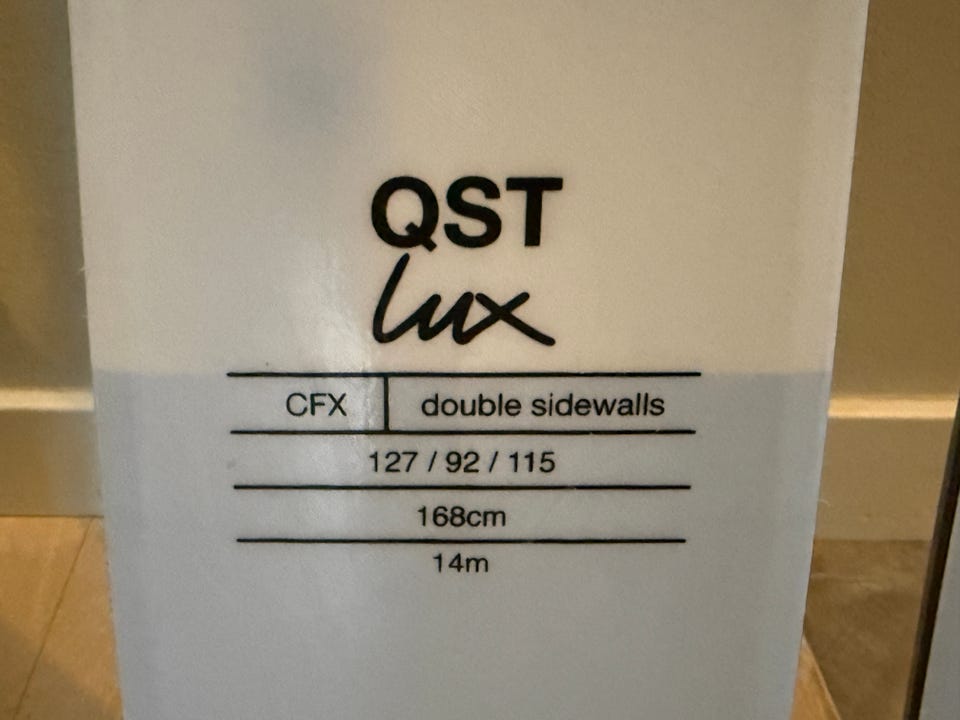 QST
lux
CFX double sidewalls
127 / 92 / 115
168cm
14m